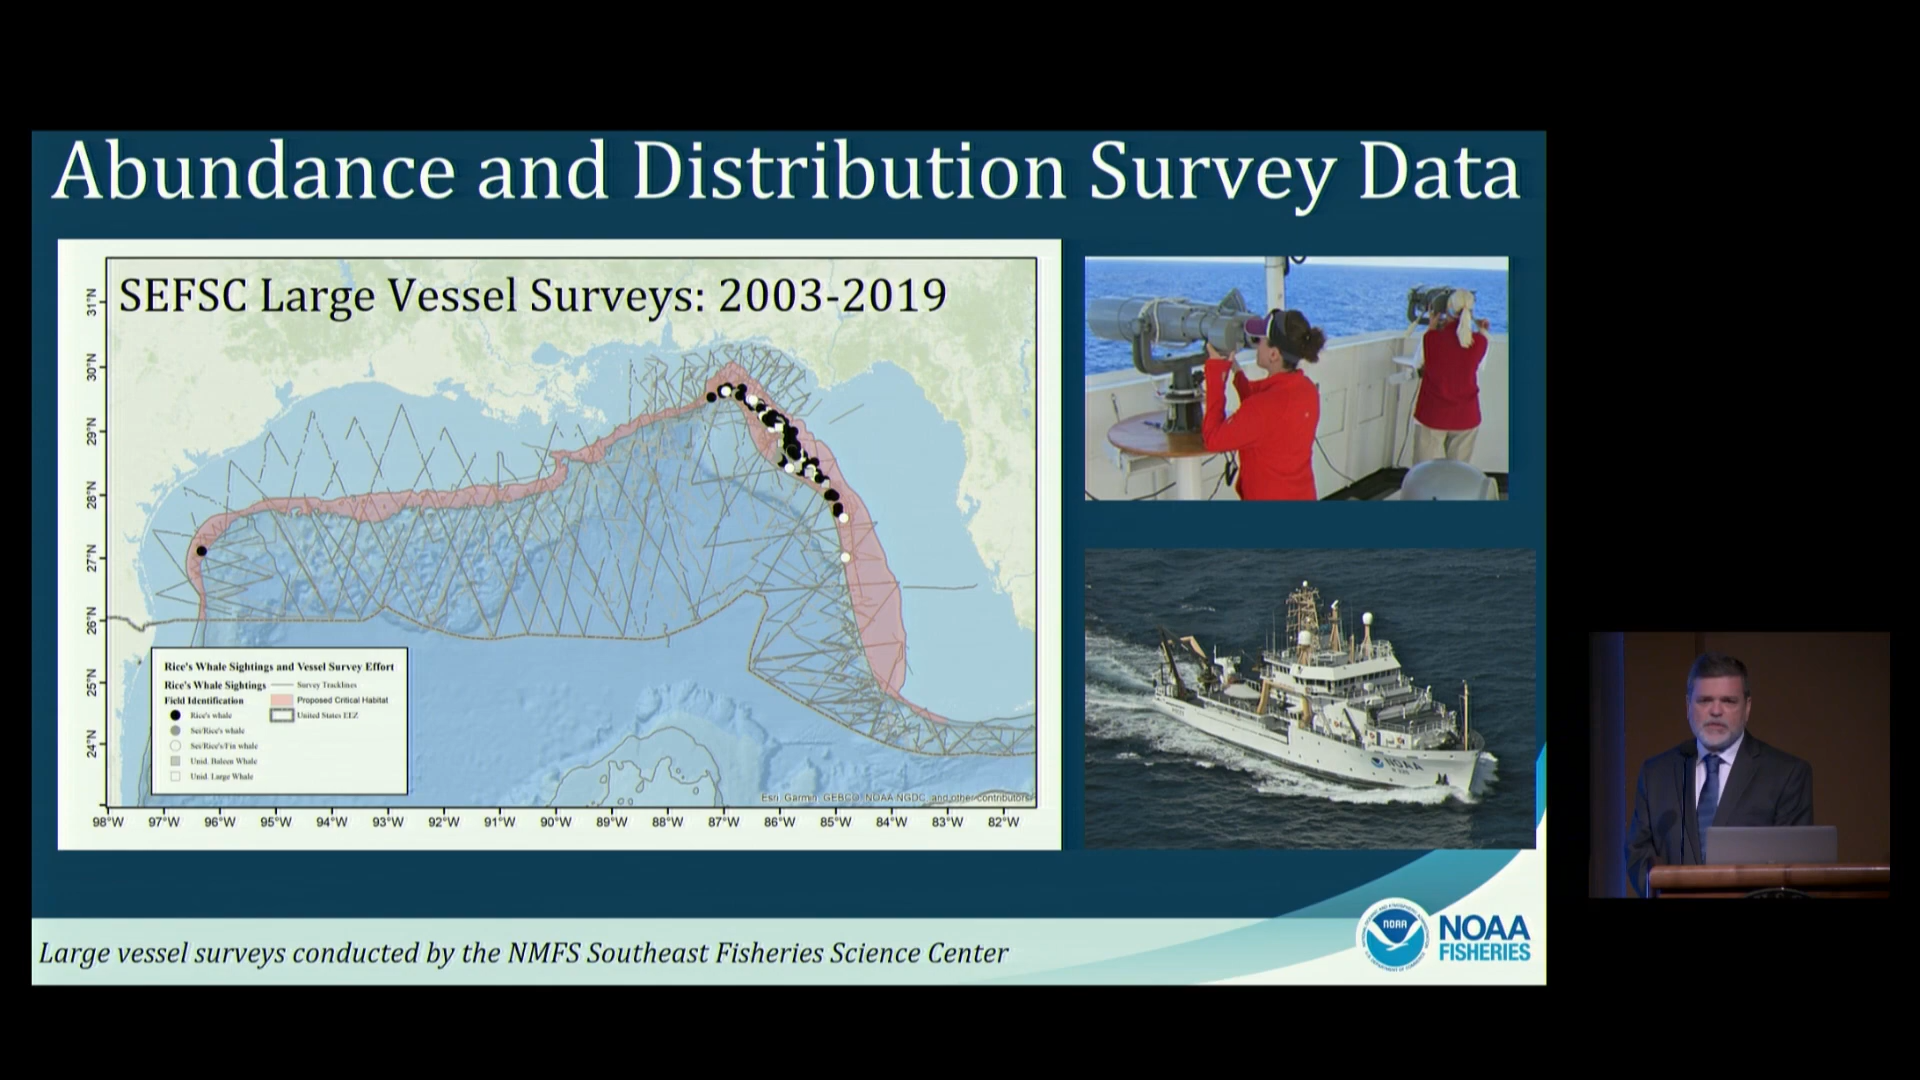 Abundance and Distribution Survey Data
SEFSC Large Vessel Surveys: 2003-2019
31°N
30°N
29°N
28°N
27°N
26°N
25°N
24°N
Rice's Whale Sightings and Vessel Survey Effort
Rice's Whale Sightings
Survey Tracklines
Field Identification
Proposed Critical Habitat
Rice's whale
United States EEZ
Sei/Rice's whale
Sei/Rice's/Fin whale
Unid. Baleen Whale
Unid. Large Whale
Esri, Garmin, GEBCO, NOAA NGDC, and other contributors
98°W 97°W 96°W 95°W 94°W 93°W 92°W 91°W 90°W 89°W 88°W 87°W 86°W 85°W 84°W 83°W 82°W
NOAA
Large vessel surveys conducted by the NMFS Southeast Fisheries Science Center
NOAA
NOAA
FISHERIES